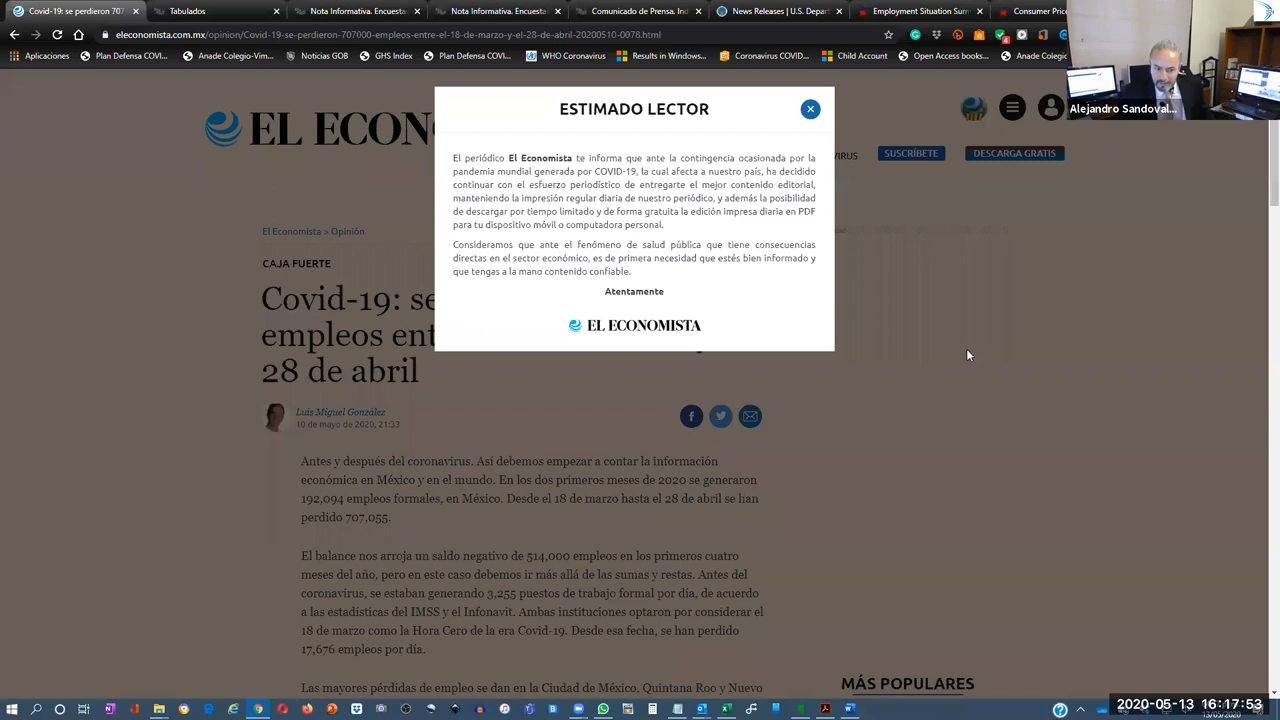 Covid-19: se perdieron 707000
Tabulados
Nota Informativa. Encuesta
Nota Informativa. Encuesta
News Releases | U.S. Depar
Employment Situation Sum
Consumer Price
eleconomista.com.mx/opinion/Covid-19-se-perdieron-707000-empleos-entre-el-18-de-marzo-y-el-28-de-abril-20200510-0078.html
Aplicaciones
Plan Defensa COVID...
Anade COVID-19
Noticias GOB
Anade GHS COVID
Plan Defensa COVID...
WHO Coronavirus
Results in Windows...
Coronavirus COVID-...
Child Account
Open Access books...
Coronavirus:
Alejandro Sandoval...
ESTIMADO LECTOR
El periódico El Economista te informa que ante la contingencia ocasionada por la
pandemia mundial generada por COVID-19, la cual afecta a nuestro país, ha decidido
continuar con el esfuerzo periodístico de entregarte el mejor contenido editorial,
manteniendo la impresión regular diaria de nuestro periódico, y además la posibilidad
de descargar por tiempo limitado y de forma gratuita la edición impresa diaria en PDF
para tu dispositivo móvil o computadora personal.
Consideramos que ante el fenómeno de salud pública que tiene consecuencias
directas en el sector económico, es de primera necesidad que estés bien informado y
que tengas a la mano contenido confiable.
Atentamente
EL ECONOMISTA
EL ECON
VIRUS
SUSCRÍBETE
DESCARGA GRATIS
El Economista > Opinión
CAJA FUERTE
Covid-19: se
empleos ent
28 de abril
Luis Miguel González
10 de mayo de 2020, 21:33
Antes y después del coronavirus. Así debemos empezar a contar la información
económica en México y en el mundo. En los dos primeros meses de 2020 se generaron
192,094 empleos formales, en México. Desde el 18 de marzo hasta el 28 de abril se han
perdido 707,055.
El balance nos arroja un saldo negativo de 514,000 empleos en los primeros cuatro
meses del año, pero en este caso debemos ir más allá de las sumas y restas. Antes del
coronavirus, se estaban generando 3,255 puestos de trabajo formal por día, de acuerdo
a las estadísticas del IMSS y el Infonavit. Ambas instituciones optaron por considerar el
18 de marzo como la Hora Cero de la era Covid-19. Desde esa fecha, se han perdido
17,676 empleos por día.
Las mayores pérdidas de empleo se dan en la Ciudad de México, Quintana Roo y Nuevo
MÁS POPULARES
2020-05-13 16:17:53
13/05/2020